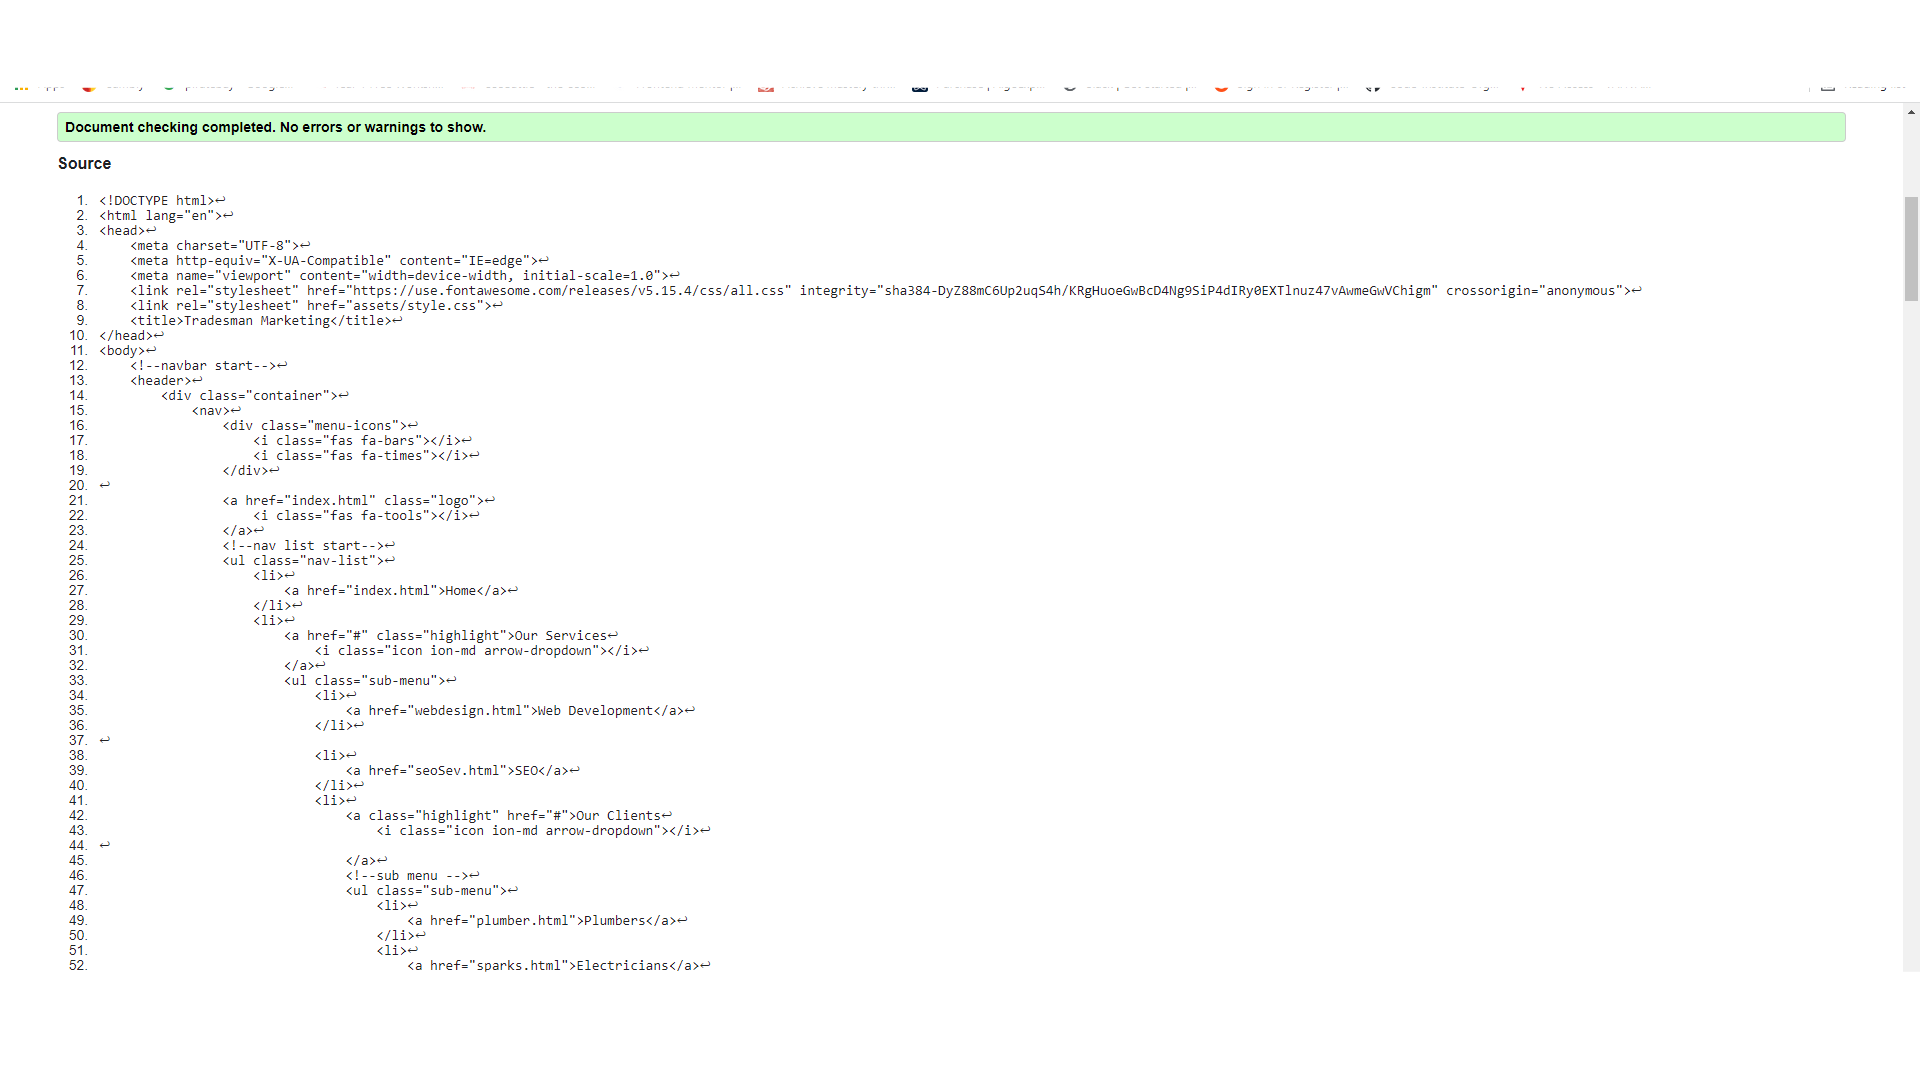 Document checking completed. No errors or warnings to show.
Source
1. <!DOCTYPE html>↩
2. <html lang="en">↩
3. <head>↩
4. <meta charset="UTF-8">↩
5. <meta http-equiv="X-UA-Compatible" content="IE=edge">↩
6. <meta name="viewport" content="width=device-width, initial-scale=1.0">↩
7. <link rel="stylesheet" href="https://use.fontawesome.com/releases/v5.15.4/css/all.css" integrity="sha384-DyZ88mC6Up2uqS4h/KRgHuoeGwBcD4Ng9SiP4dIRy0EXTlnuz47vAwmeGwVChigm" crossorigin="anonymous">↩
8. <link rel="stylesheet" href="assets/style.css">↩
9. <title>Tradesman Marketing</title>↩
10. </head>↩
11. <body>↩
12. <!--navbar start-->↩
13. <header>↩
14. <div class="container">↩
15. <nav>↩
16. <div class="menu-icons">↩
17. <i class="fas fa-bars"></i>↩
18. <i class="fas fa-times"></i>↩
19. </div>↩
20. ↩
21. <a href="index.html" class="logo">↩
22. <i class="fas fa-tools"></i>↩
23. </a>↩
24. <!--nav list start-->↩
25. <ul class="nav-list">↩
26. <li>↩
27. <a href="index.html">Home</a>↩
28. </li>↩
29. <li>↩
30. <a href="#" class="highlight">Our Services↩
31. <i class="icon ion-md arrow-dropdown"></i>↩
32. </a>↩
33. <ul class="sub-menu">↩
34. <li>↩
35. <a href="webdesign.html">Web Development</a>↩
36. </li>↩
37. ↩
38. <li>↩
39. <a href="seoSev.html">SEO</a>↩
40. </li>↩
41. <li>↩
42. <a class="highlight" href="#">Our Clients↩
43. <i class="icon ion-md arrow-dropdown"></i>↩
44. ↩
45. </a>↩
46. <!--sub menu -->↩
47. <ul class="sub-menu">↩
48. <li>↩
49. <a href="plumber.html">Plumbers</a>↩
50. </li>↩
51. <li>↩
52. <a href="sparks.html">Electricians</a>↩